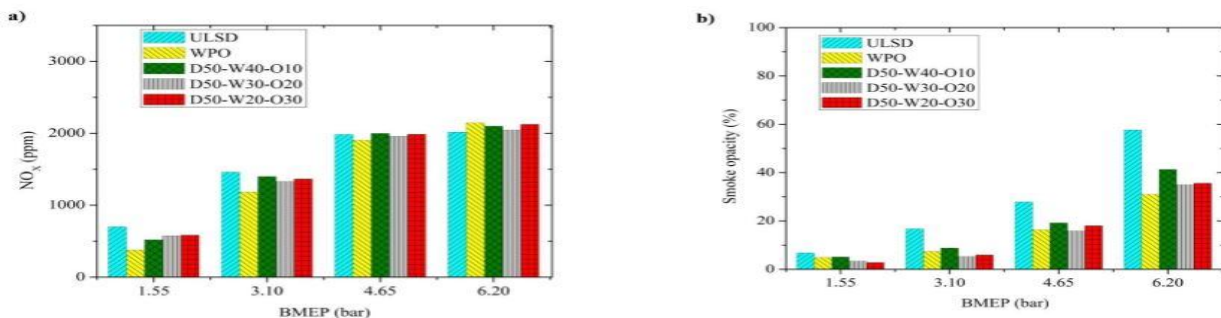 a)
ULSD
WPO
D50-W40-O10
D50-W30-O20
D50-W20-O30
3000
2000
1000
0
NOX (ppm)
1.55 3.10 4.65 6.20
BMEP (bar)
b)
ULSD
WPO
D50-W40-O10
D50-W30-O20
D50-W20-O30
100
80
60
40
20
0
Smoke opacity (%)
1.55 3.10 4.65 6.20
BMEP (bar)